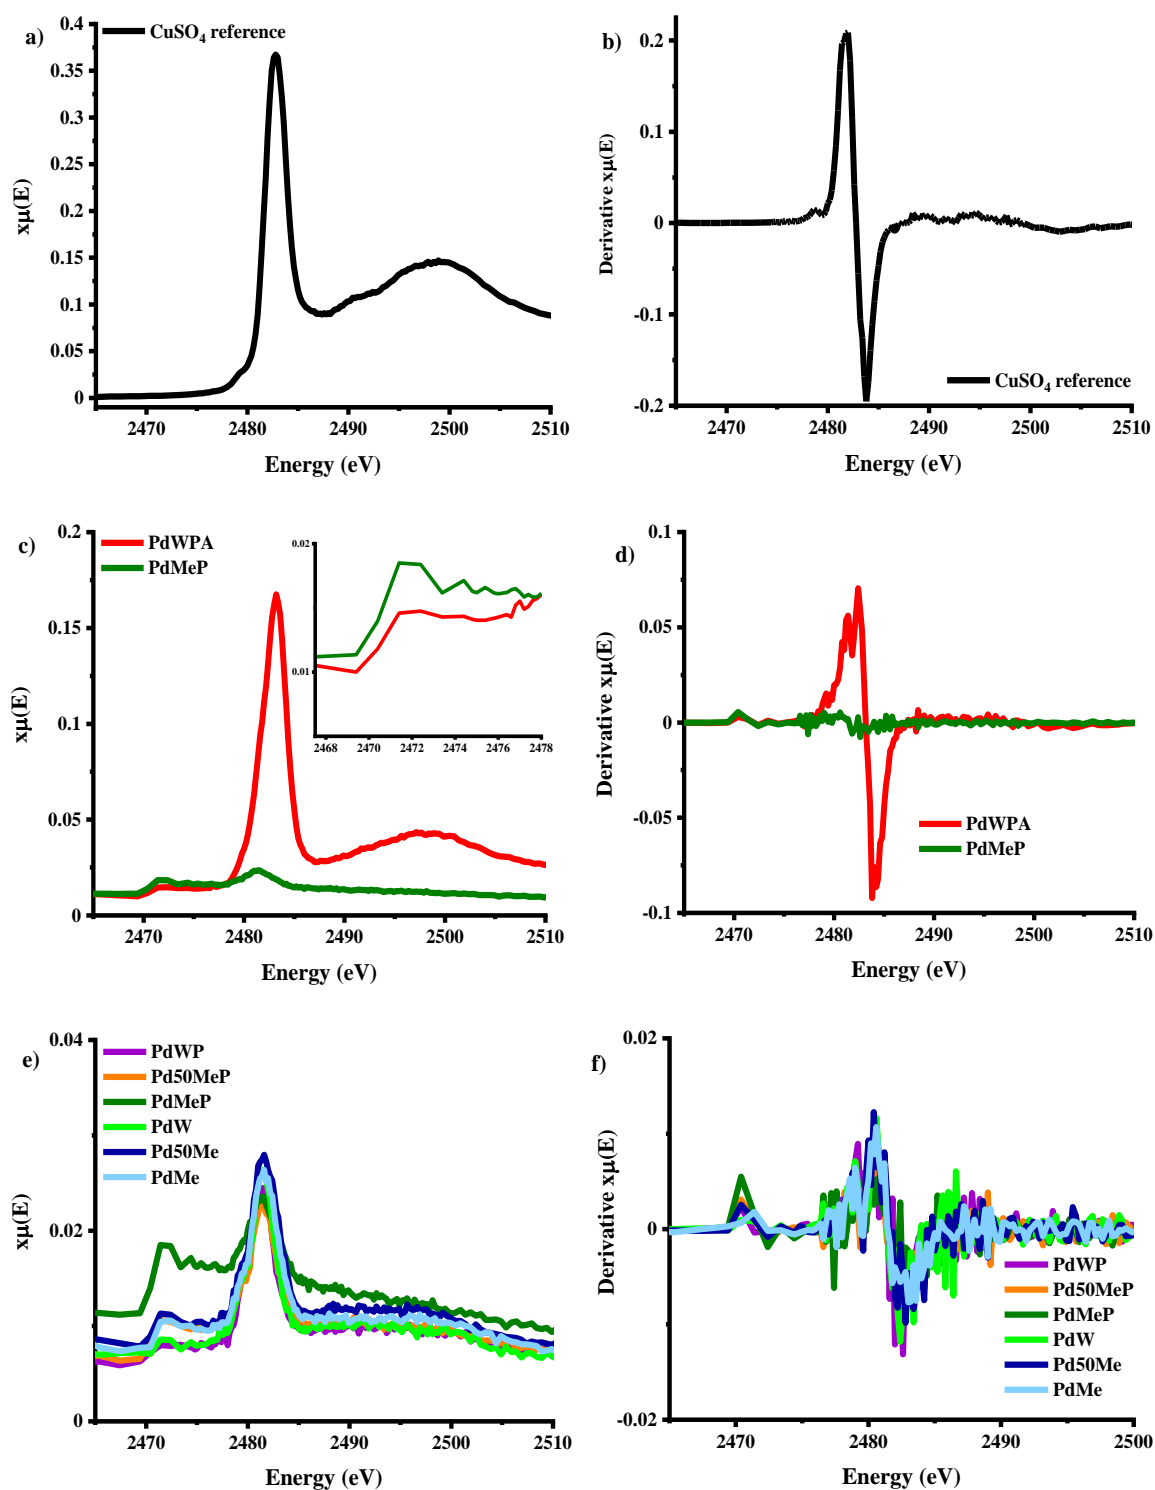 a)
CuSO4 reference
0.4
0.35
0.3
0.25
0.2
0.15
0.1
0.05
0
xμ(E)
2470 2480 2490 2500 2510
Energy (eV)
b)
0.2
0.1
0
-0.1
-0.2
Derivative xμ(E)
CuSO4 reference
2470 2480 2490 2500 2510
Energy (eV)
c)
PdWPA
PdMeP
0.2
0.15
0.1
0.05
0
xμ(E)
0.02
0.01
2468 2470 2472 2474 2476 2478
2470 2480 2490 2500 2510
Energy (eV)
d)
0.1
0.05
0
-0.05
-0.1
Derivative xμ(E)
PdWPA
PdMeP
2470 2480 2490 2500 2510
Energy (eV)
e)
0.04
0.02
0
xμ(E)
PdWP
Pd50MeP
PdMeP
PdW
Pd50Me
PdMe
2470 2480 2490 2500 2510
Energy (eV)
f)
0.02
0
-0.02
Derivative xμ(E)
PdWP
Pd50MeP
PdMeP
PdW
Pd50Me
PdMe
2470 2480 2490 2500
Energy (eV)